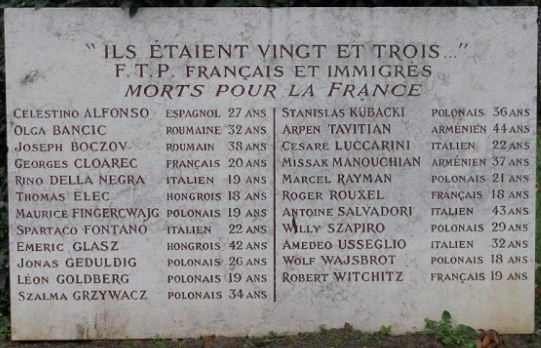 "ILS ÉTAIENT VINGT ET TROIS..."
F.T.P. FRANÇAIS ET IMMIGRÉS
MORTS POUR LA FRANCE
CELESTINO ALFONSO ESPAGNOL 27 ANS
OLGA BANCIC ROUMAINE 32 ANS
JOSEPH BOCZOV ROUMAIN 38 ANS
GEORGES CLOAREC FRANÇAIS 20 ANS
RINO DELLA NEGRA ITALIEN 19 ANS
THOMAS ELEC HONGROIS 18 ANS
MAURICE FINGERCWAJG POLONAIS 19 ANS
SPARTACO FONTANO ITALIEN 22 ANS
EMERIC GLASZ HONGROIS 42 ANS
JONAS GEDULDIG POLONAIS 26 ANS
LÉON GOLDBERG POLONAIS 19 ANS
SZALMA GRZYWACZ POLONAIS 34 ANS
STANISLAS KUBACKI POLONAIS 36 ANS
ARPEN TAVITIAN ARMÉNIEN 44 ANS
CESARE LUCCARINI ITALIEN 22 ANS
MISSAK MANOUCHIAN ARMÉNIEN 37 ANS
MARCEL RAYMAN POLONAIS 21 ANS
ROGER ROUXEL FRANÇAIS 18 ANS
ANTOINE SALVADORI ITALIEN 43 ANS
WILLY SZAPIRO POLONAIS 29 ANS
AMEDEO USSEGLIO ITALIEN 32 ANS
WOLF WAJSBROT POLONAIS 18 ANS
ROBERT WITCHITZ FRANÇAIS 19 ANS